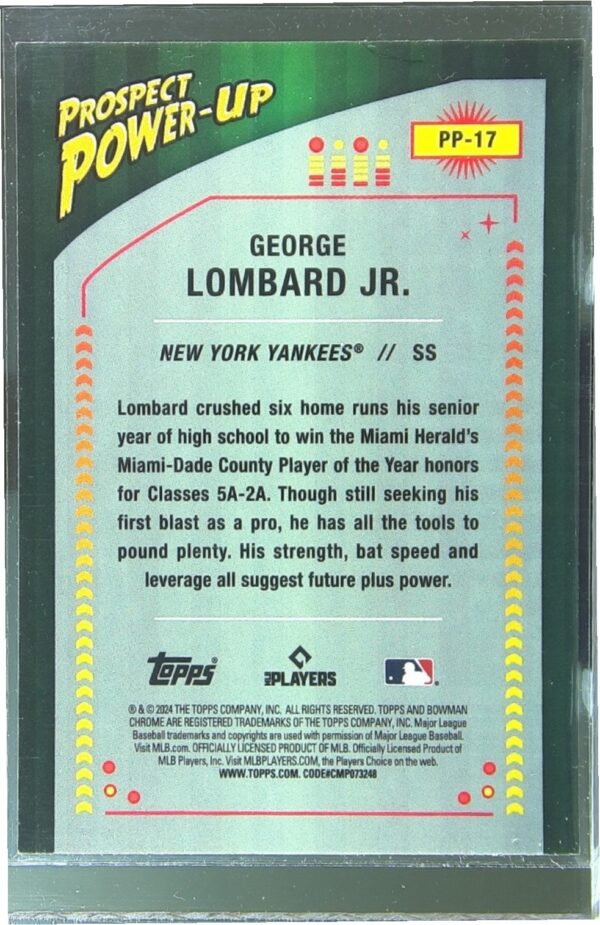 PROSPECT
POWER-UP
PP-17
GEORGE
LOMBARD JR.
NEW YORK YANKEES® // SS
Lombard crushed six home runs his senior
year of high school to win the Miami Herald's
Miami-Dade County Player of the Year honors
for Classes 5A-2A. Though still seeking his
first blast as a pro, he has all the tools to
pound plenty. His strength, bat speed and
leverage all suggest future plus power.
Topps® MLBPLAYERS
® & © 2024 THE TOPPS COMPANY, INC. ALL RIGHTS RESERVED. TOPPS AND BOWMAN
CHROME ARE REGISTERED TRADEMARKS OF THE TOPPS COMPANY, INC. Major League
Baseball trademarks and copyrights are used with permission of Major League Baseball.
Visit MLB.com. OFFICIALLY LICENSED PRODUCT OF MLB. Officially Licensed Product of
MLB Players, Inc. Visit MLBPLAYERS.COM, the Players Choice on the web.
WWW.TOPPS.COM. CODE#CMP073248